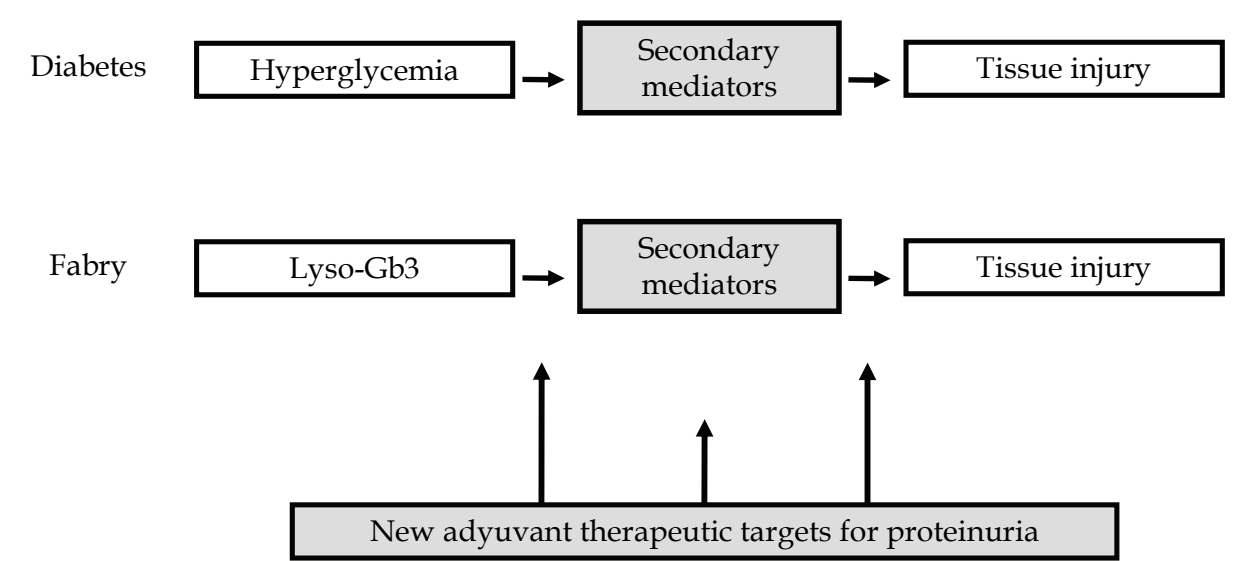 Diabetes
Hyperglycemia
Secondary
mediators
Tissue injury
Fabry
Lyso-Gb3
Secondary
mediators
Tissue injury
New adyuvant therapeutic targets for proteinuria